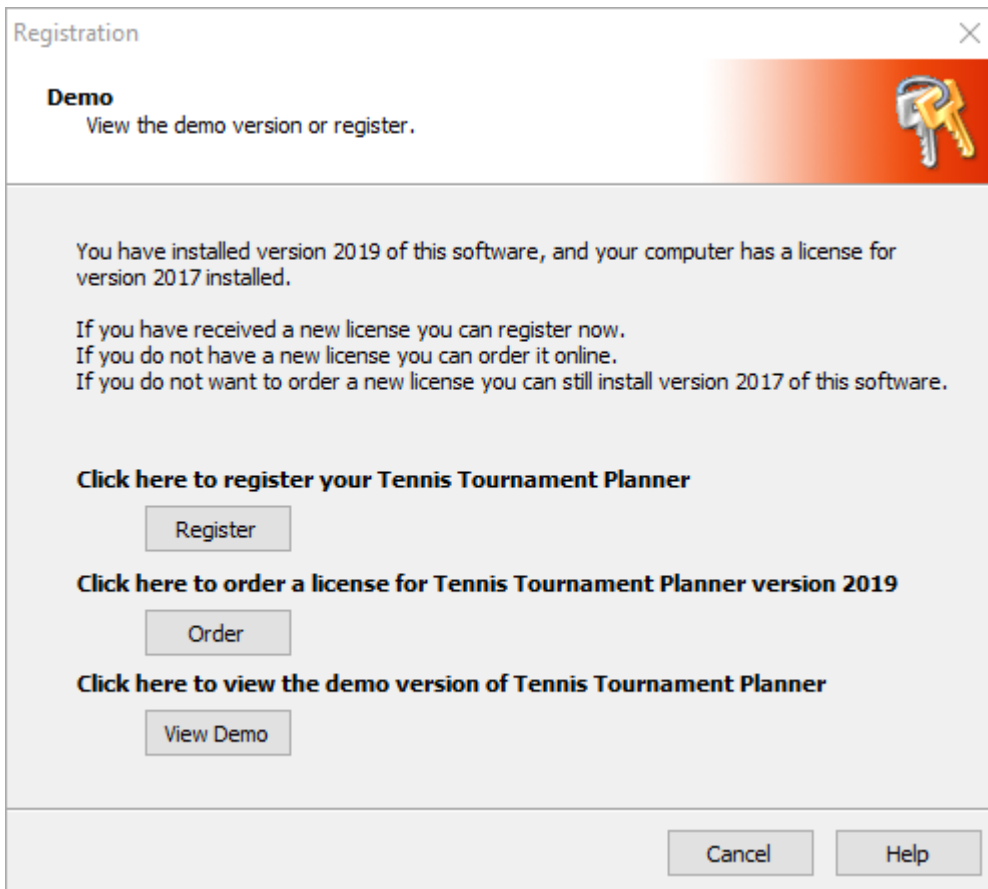 Registration
Demo
View the demo version or register.
You have installed version 2019 of this software, and your computer has a license for
version 2017 installed.
If you have received a new license you can register now.
If you do not have a new license you can order it online.
If you do not want to order a new license you can still install version 2017 of this software.
Click here to register your Tennis Tournament Planner
Register
Click here to order a license for Tennis Tournament Planner version 2019
Order
Click here to view the demo version of Tennis Tournament Planner
View Demo
Cancel Help